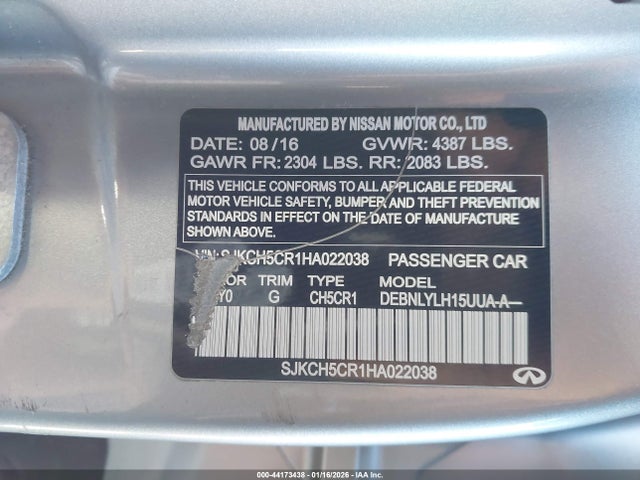 MANUFACTURED BY NISSAN MOTOR CO., LTD
DATE: 08/16 GVWR: 4387 LBS.
GAWR FR: 2304 LBS. RR: 2083 LBS.
THIS VEHICLE CONFORMS TO ALL APPLICABLE FEDERAL
MOTOR VEHICLE SAFETY, BUMPER AND THEFT PREVENTION
STANDARDS IN EFFECT ON THE DATE OF MANUFACTURE
SHOWN ABOVE.
VIN: SJKCH5CR1HA022038 PASSENGER CAR
OR TRIM TYPE MODEL
Y0 G CH5CR1 DEBNLYLH15UUA-A—
SJKCH5CR1HA022038
000-44173438 - 01/16/2026 - IAA Inc.